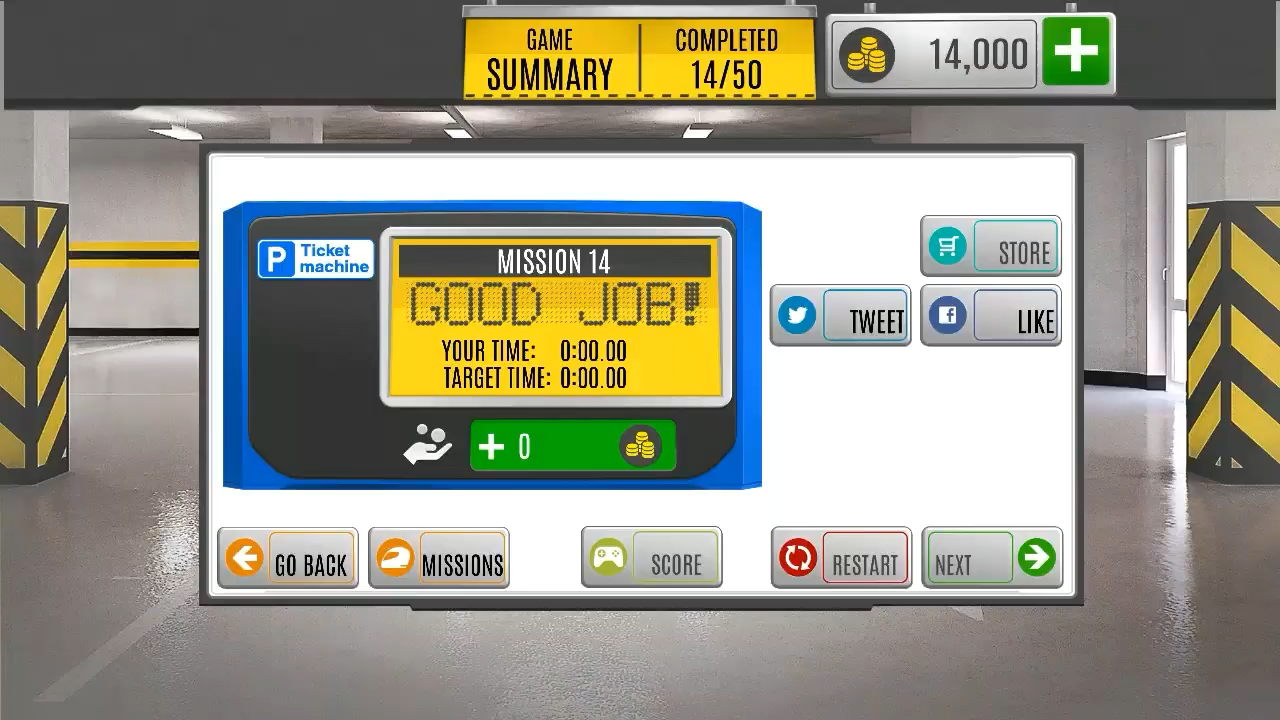 GAME
SUMMARY
COMPLETED
14/50
14,000
P Ticket
machine
MISSION 14
GOOD JOB!
YOUR TIME: 0:00.00
TARGET TIME: 0:00.00
+ 0
STORE
TWEET
LIKE
GO BACK
MISSIONS
SCORE
RESTART
NEXT